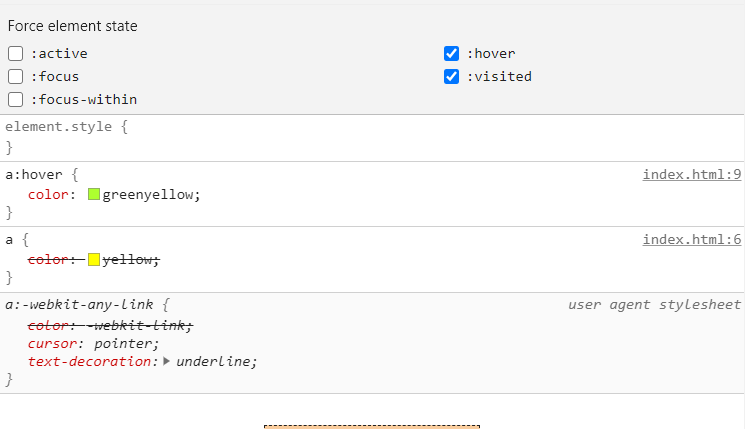 Force element state
:active
:hover
:focus
:visited
:focus-within
element.style {
}
a:hover { index.html:9
color: greenyellow;
}
a { index.html:6
color: yellow;
}
a:-webkit-any-link { user agent stylesheet
color: -webkit-link;
cursor: pointer;
text-decoration: underline;
}